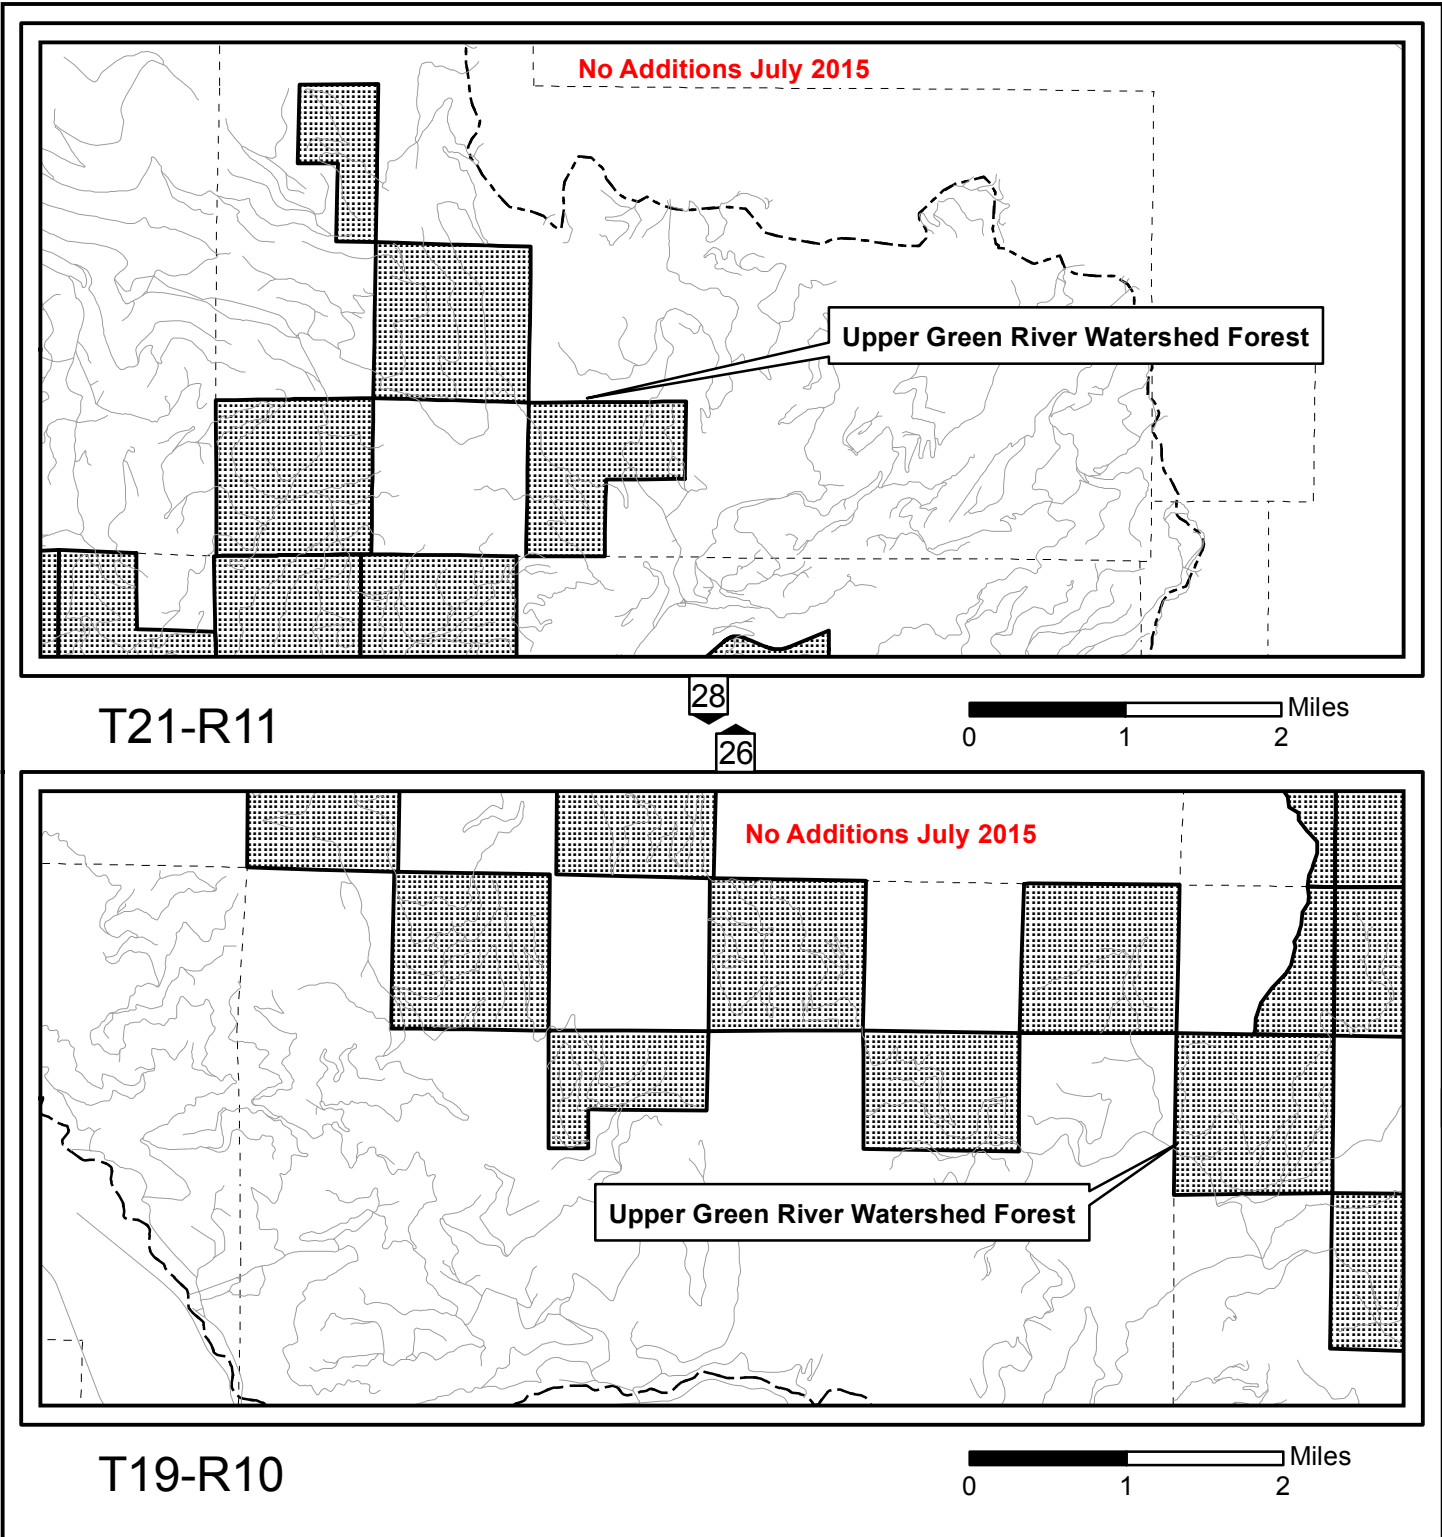 No Additions July 2015
Upper Green River Watershed Forest
T21-R11
28
26
Miles
0 1 2
No Additions July 2015
Upper Green River Watershed Forest
T19-R10
Miles
0 1 2